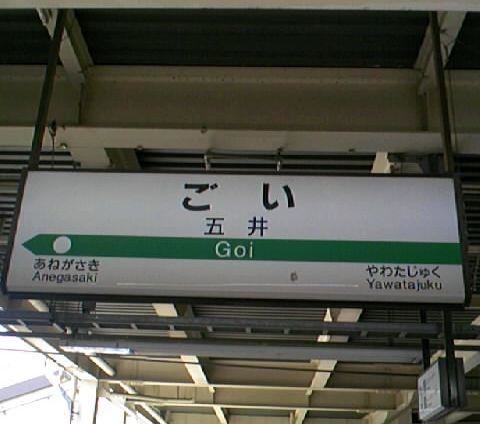 ごい
五井
Goi
あねがさき
Anegasaki
やわたじゅく
Yawatajuku